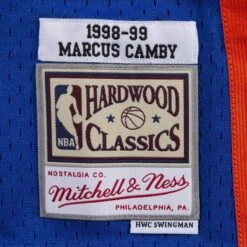 1998-99
MARCUS CAMBY
HARDWOOD
NBA
CLASSICS
NOSTALGIA CO.
Mitchell & Ness
PHILADELPHIA, PA.
HWC SWINGMAN